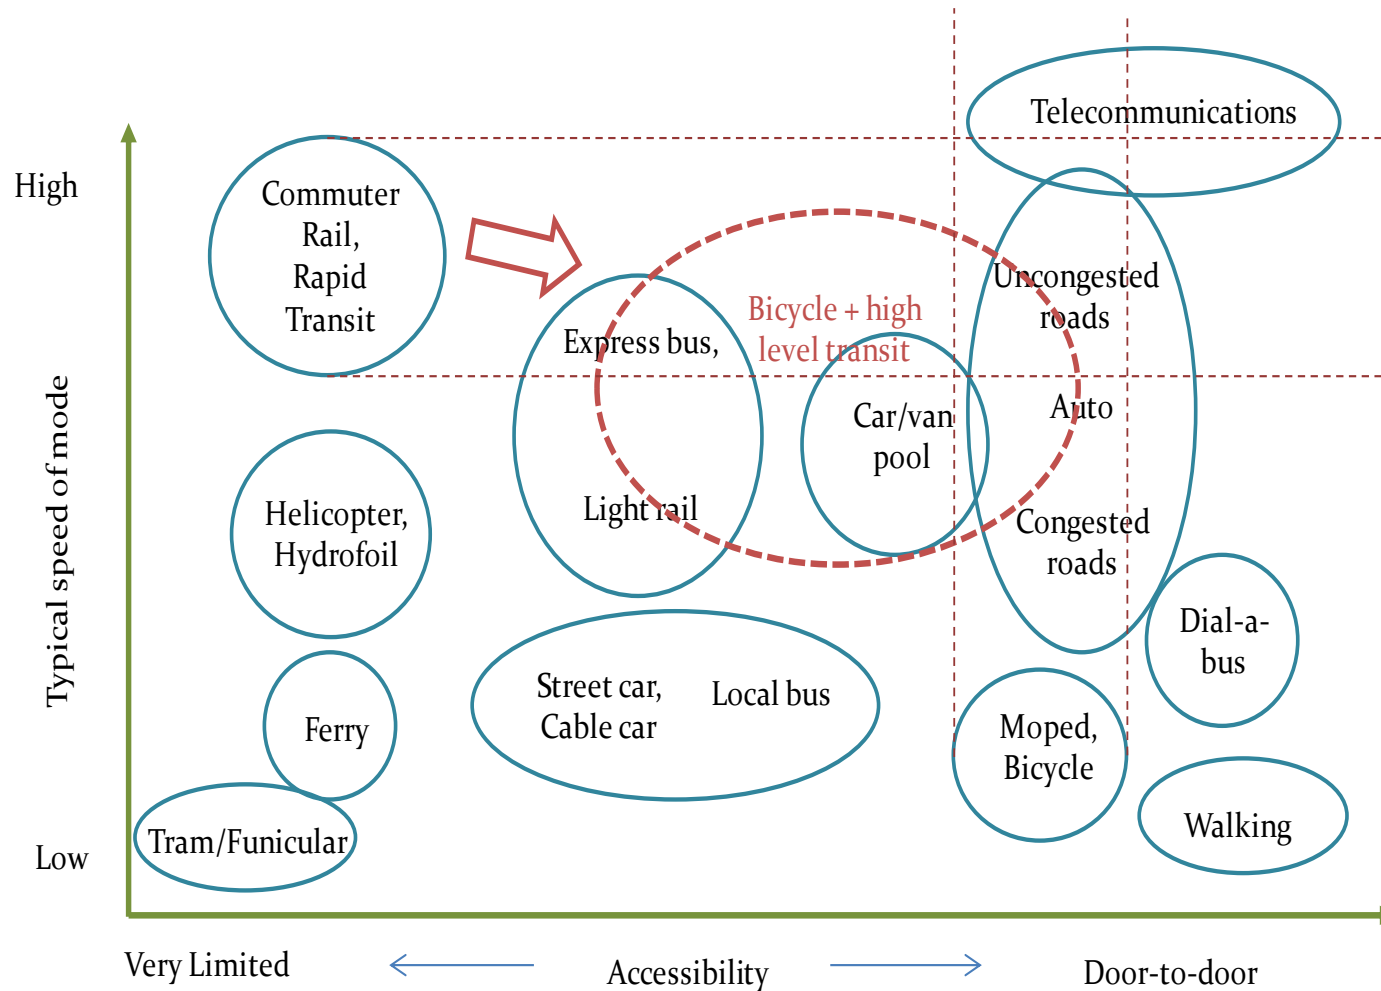 Telecommunications
High
Commuter
Rail,
Rapid
Transit
Uncongested
roads
Bicycle + high
level transit
Express bus,
Typical speed of mode
Auto
Car/van
pool
Light rail
Helicopter,
Hydrofoil
Congested
roads
Dial-a-
bus
Street car,
Cable car
Local bus
Ferry
Moped,
Bicycle
Walking
Tram/Funicular
Low
Very Limited
Accessibility
Door-to-door